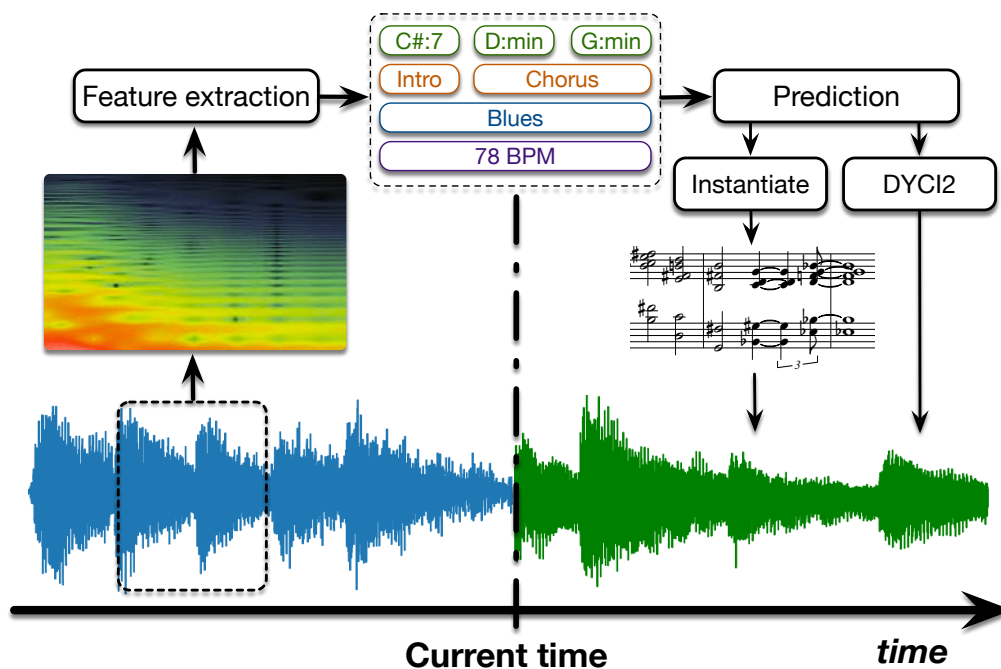 C#:7 D:min G:min
Intro Chorus
Feature extraction
Prediction
Blues
78 BPM
Instantiate
DYCI2
3
Current time
time